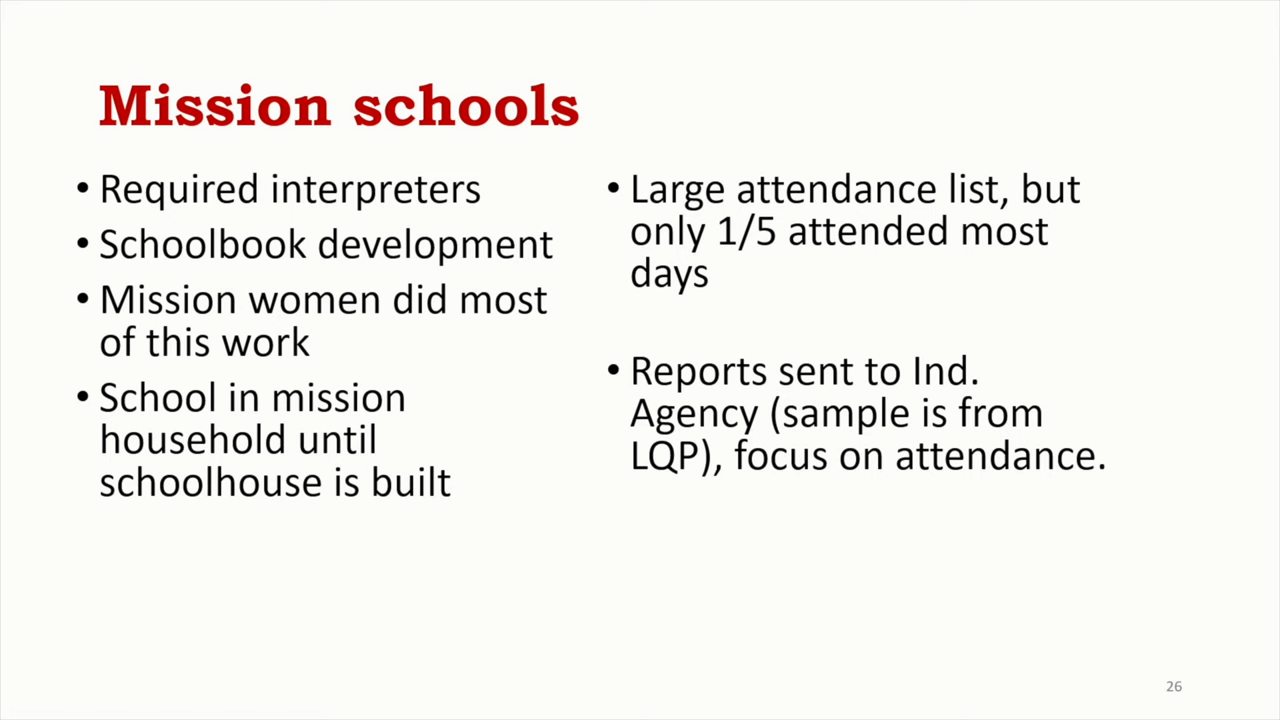 Mission schools
• Required interpreters
• Schoolbook development
• Mission women did most
of this work
• School in mission
household until
schoolhouse is built
• Large attendance list, but
only 1/5 attended most
days
• Reports sent to Ind.
Agency (sample is from
LQP), focus on attendance.
26